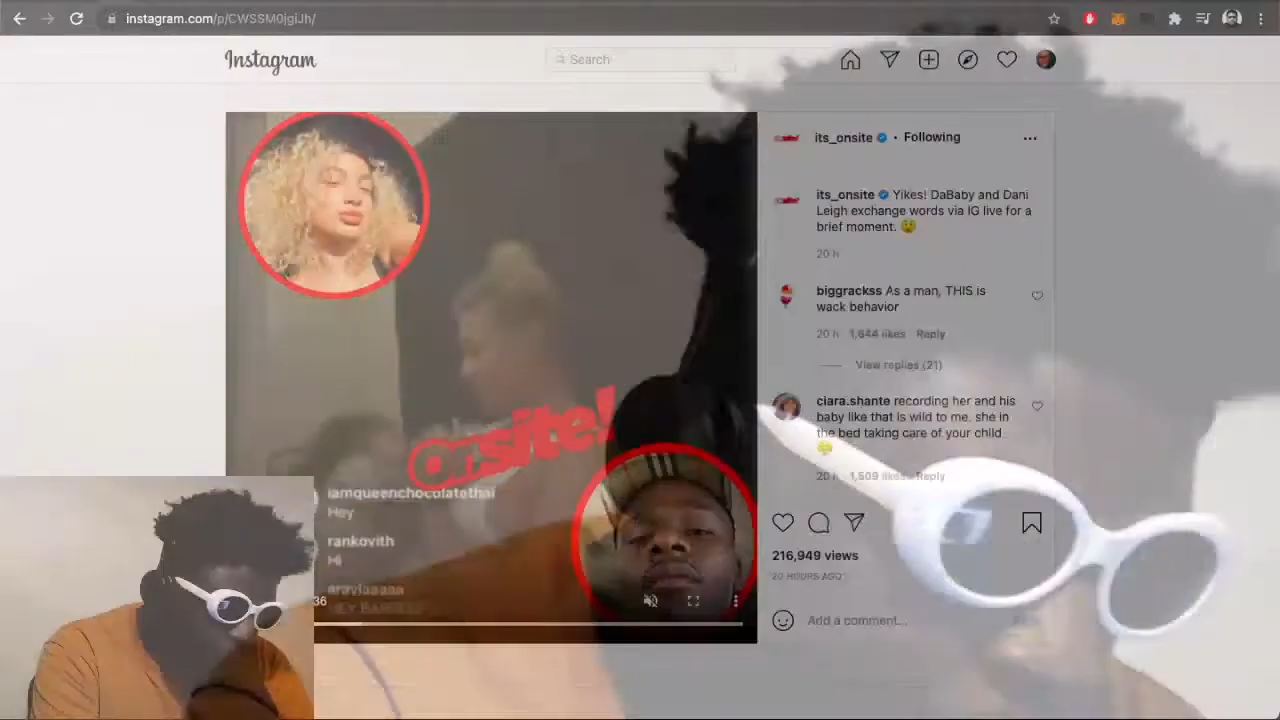 instagram.com/p/CWSSM0jgiJh/
Instagram
Search
its_onsite • Following
its_onsite Yikes! DaBaby and Dani
Leigh exchange words via IG live for a
brief moment.
20 h
biggrackss As a man, THIS is
wack behavior
20 h 1,644 likes Reply
View replies (21)
ciara.shante recording her and his
baby like that is wild to me. she in
the bed taking care of your child
20 h 1,509 likes Reply
216,949 views
20 HOURS AGO
Add a comment...
Onsite!
iamqueenchocolatethai
Hey
rankovith
Hi
36